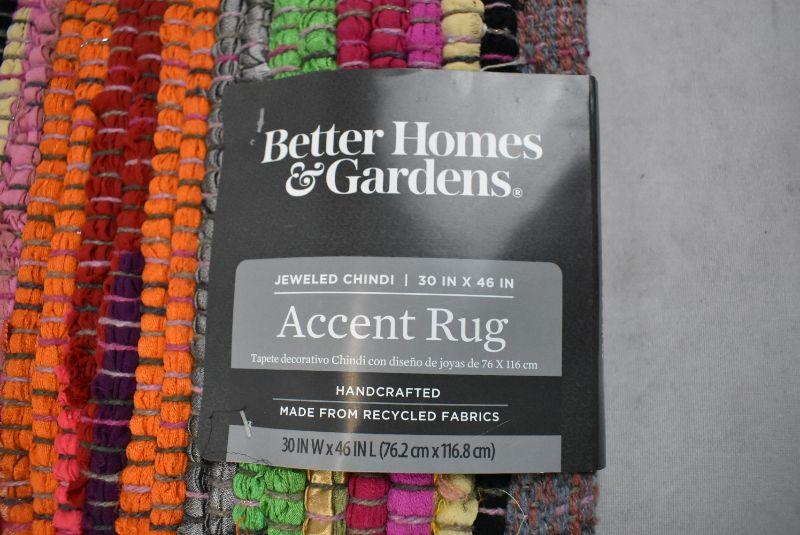 Better Homes
& Gardens®
JEWELED CHINDI | 30 IN X 46 IN
Accent Rug
Tapete decorativo Chindi con diseño de joyas de 76 X 116 cm
HANDCRAFTED
MADE FROM RECYCLED FABRICS
30 IN W x 46 IN L (76.2 cm x 116.8 cm)